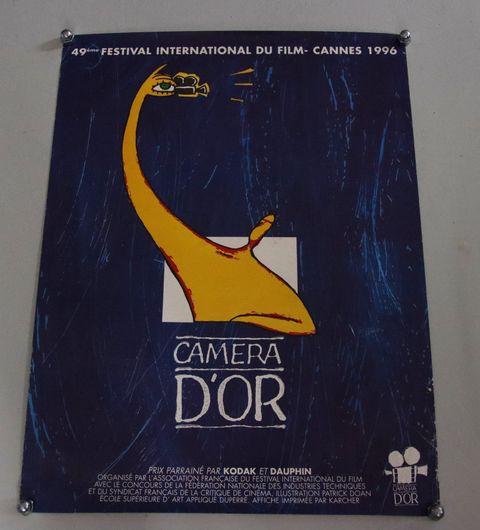 49ème FESTIVAL INTERNATIONAL DU FILM- CANNES 1996
CAMERA
D'OR
PRIX PARRAINÉ PAR KODAK ET DAUPHIN
ORGANISÉ PAR L'ASSOCIATION FRANÇAISE DU FESTIVAL INTERNATIONAL DU FILM
AVEC LE CONCOURS DE LA FÉDÉRATION NATIONALE DES INDUSTRIES TECHNIQUES
ET DU SYNDICAT FRANÇAIS DE LA CRITIQUE DE CINÉMA. ILLUSTRATION PATRICK DOAN
ÉCOLE SUPÉRIEURE D' ART APPLIQUÉ DUPERRÉ. AFFICHE IMPRIMÉE PAR KARCHER
CAMERA
D'OR